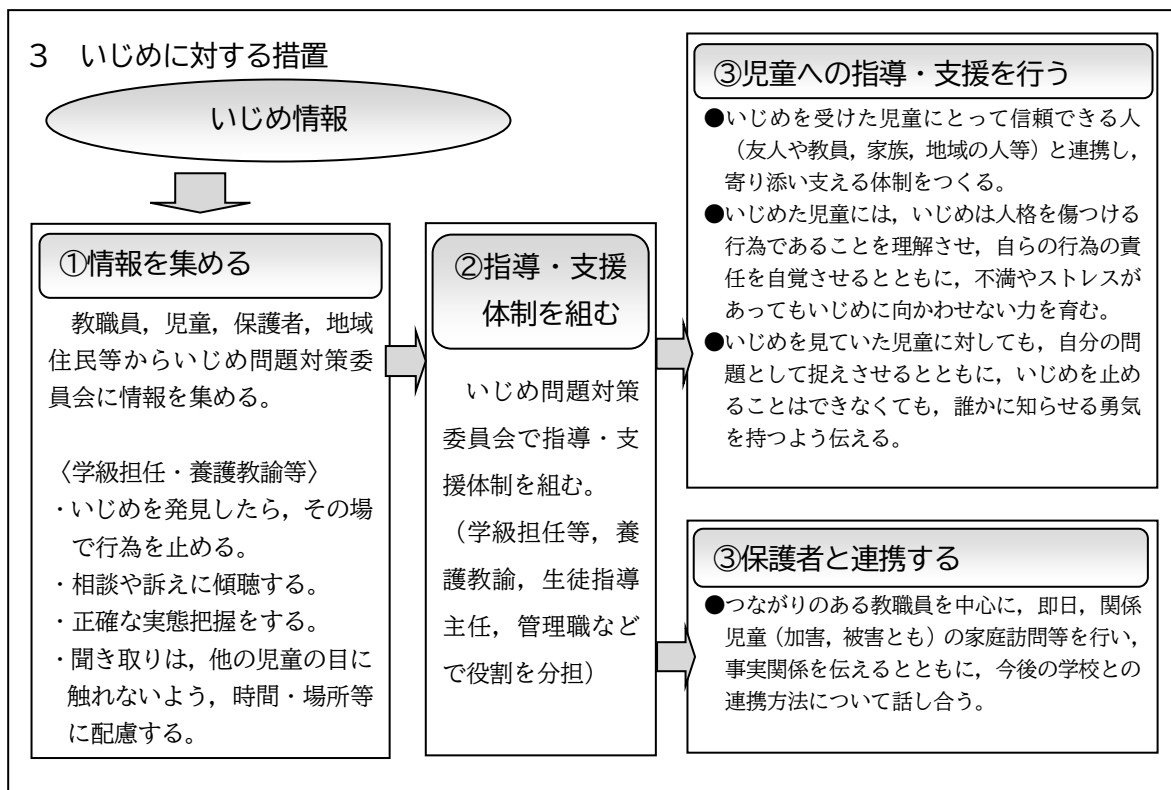 3 いじめに対する措置
いじめ情報
①情報を集める
教職員，児童，保護者，地域
住民等からいじめ問題対策委
員会に情報を集める。
〈学級担任・養護教諭等〉
・いじめを発見したら，その場
で行為を止める。
・相談や訴えに傾聴する。
・正確な実態把握をする。
・聞き取りは，他の児童の目に
触れないよう，時間・場所等
に配慮する。
②指導・支援
体制を組む
いじめ問題対策
委員会で指導・支
援体制を組む。
（学級担任等，養
護教諭，生徒指導
主任，管理職など
で役割を分担）
③児童への指導・支援を行う
●いじめを受けた児童にとって信頼できる人
（友人や教員，家族，地域の人等）と連携し，
寄り添い支える体制をつくる。
●いじめた児童には，いじめは人格を傷つける
行為であることを理解させ，自らの行為の責
任を自覚させるとともに，不満やストレスが
あってもいじめに向かわせない力を育む。
●いじめを見ていた児童に対しても，自分の問
題として捉えさせるとともに，いじめを止め
ることはできなくても，誰かに知らせる勇気
を持つよう伝える。
③保護者と連携する
●つながりのある教職員を中心に，即日，関係
児童（加害，被害とも）の家庭訪問等を行い，
事実関係を伝えるとともに，今後の学校との
連携方法について話し合う。